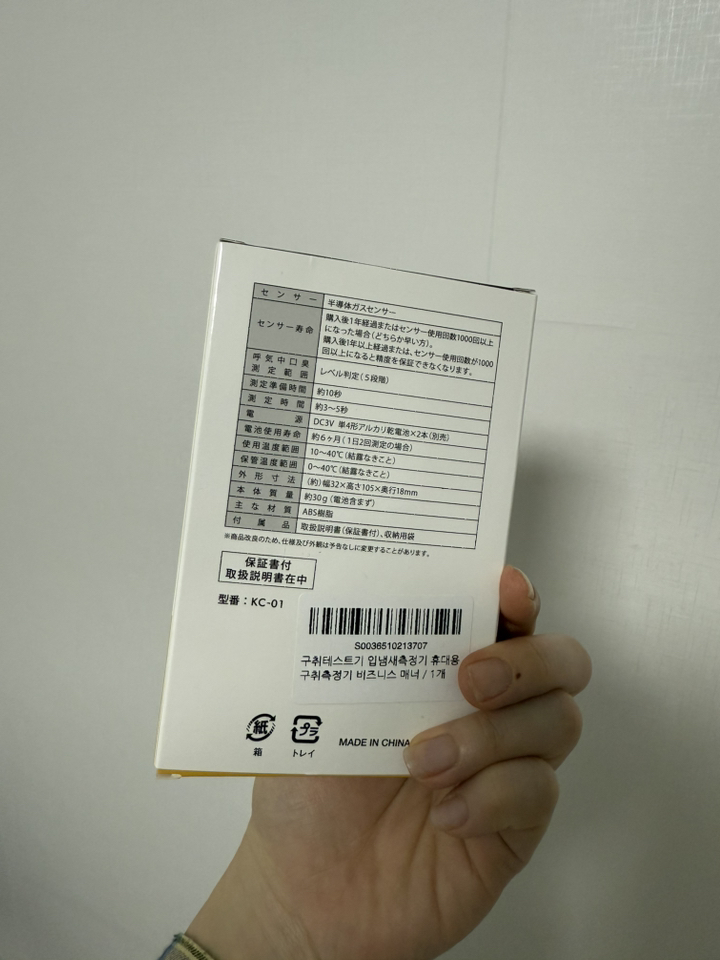 センサー 半導体ガスセンサー
センサー寿命 購入後1年経過またはセンサー使用回数1000回以上
になった場合(どちらか早い方)。
購入後1年以上経過または、センサー使用回数が1000
回以上になると精度を保証できなくなります。
呼気中口臭
測定範囲 レベル判定(5段階)
測定準備時間 約10秒
測定時間 約3~5秒
電源 DC3V 単4形アルカリ乾電池×2本(別売)
電池使用寿命 約6ヶ月(1日2回測定の場合)
使用温度範囲 10~40℃(結露なきこと)
保管温度範囲 0~40℃(結露なきこと)
外形寸法 (約)幅32×高さ105×奥行18mm
本体質量 約30g(電池含まず)
主な材質 ABS樹脂
付属品 取扱説明書(保証書付)、収納用袋
※商品改良のため、仕様及び外観は予告なしに変更することがあります。
保証書付
取扱説明書在中
型番:KC-01
S0036510213707
구취테스트기 입냄새측정기 휴대용
구취측정기 비즈니스 매너 / 1개
紙 プラ
箱 トレイ
MADE IN CHINA